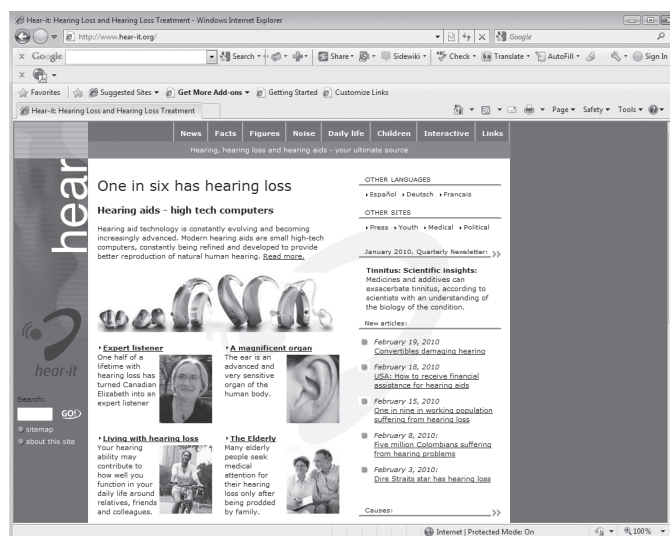 Hear-it: Hearing Loss and Hearing Loss Treatment - Windows Internet Explorer
http://www.hear-it.org/
Google
x Google
Search
Share
Sidewiki
Check
Translate
AutoFill
Sign In
x
Favorites
Suggested Sites
Get More Add-ons
Getting Started
Customize Links
Hear-it: Hearing Loss and Hearing Loss Treatment
Page
Safety
Tools
News
Facts
Figures
Noise
Daily life
Children
Interactive
Links
Hearing, hearing loss and hearing aids - your ultimate source
hear
hear-it
Search:
GO!
sitemap
about this site
One in six has hearing loss
Hearing aids - high tech computers
Hearing aid technology is constantly evolving and becoming
increasingly advanced. Modern hearing aids are small high-tech
computers, constantly being refined and developed to provide
better reproduction of natural human hearing. Read more.
Expert listener
One half of a
lifetime with
hearing loss has
turned Canadian
Elizabeth into an
expert listener
A magnificent organ
The ear is an
advanced and
very sensitive
organ of the
human body.
Living with hearing loss
Your hearing
ability may
contribute to
how well you
function in your
daily life around
relatives, friends
and colleagues.
The Elderly
Many elderly
people seek
medical
attention for
their hearing
loss only after
being prodded
by family.
OTHER LANGUAGES
Español Deutsch Francais
OTHER SITES
Press Youth Medical Political
January 2010, Quarterly Newsletter:
Tinnitus: Scientific insights:
Medicines and additives can
exsacerbate tinnitus, according to
scientists with an understanding of
the biology of the condition.
New articles:
February 19, 2010
Convertibles damaging hearing
February 18, 2010
USA: How to receive financial
assistance for hearing aids
February 15, 2010
One in nine in working population
suffering from hearing loss
February 8, 2010:
Five million Colombians suffering
from hearing problems
February 3, 2010:
Dire Straits star has hearing loss
Causes:
Internet | Protected Mode: On
100%